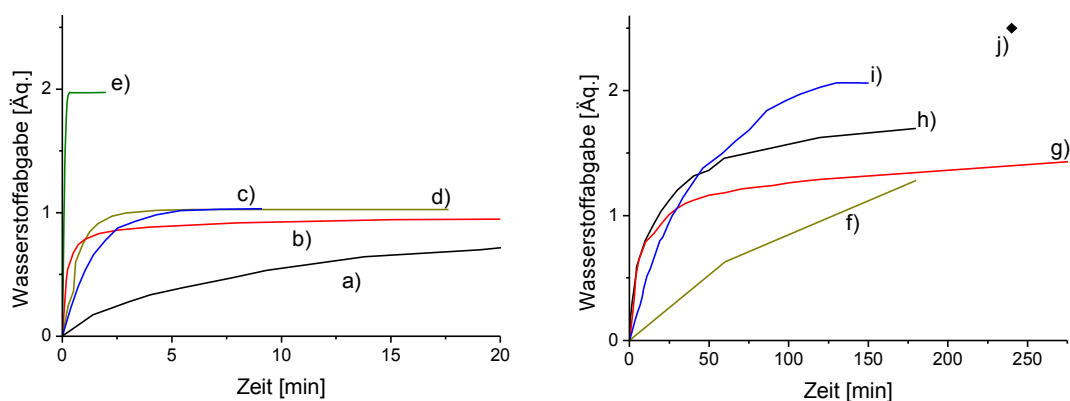 Wasserstoffabgabe [Äq.]
2
1
0
e)
c)
d)
b)
a)
0
5
10
15
20
Zeit [min]
Wasserstoffabgabe [Äq.]
2
1
0
j)
i)
h)
g)
f)
0
50
100
150
200
250
Zeit [min]